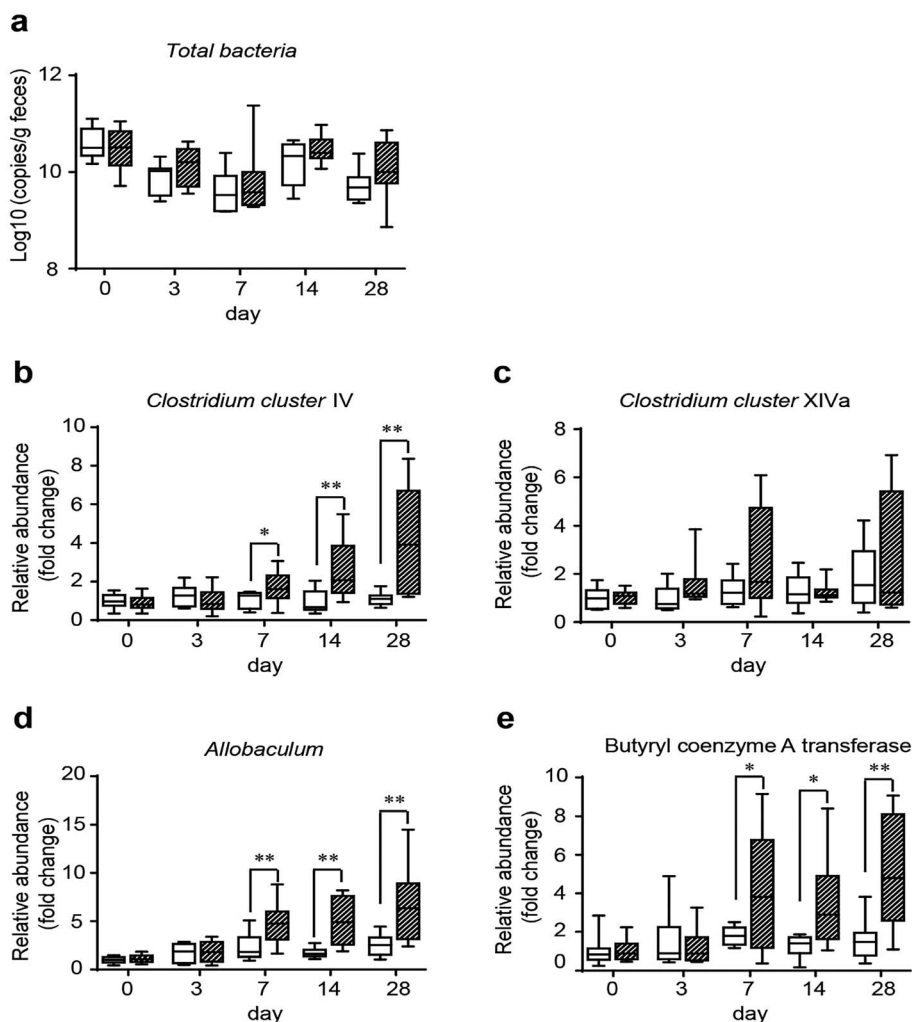 a
Total bacteria
Log10 (copies/g feces)
12
10
8
0 3 7 14 28
day
b
Clostridium cluster IV
Relative abundance
(fold change)
10
8
6
4
2
0
* ** **
0 3 7 14 28
day
c
Clostridium cluster XIVa
Relative abundance
(fold change)
8
6
4
2
0
0 3 7 14 28
day
d
Allobaculum
Relative abundance
(fold change)
20
15
10
5
0
** ** **
0 3 7 14 28
day
e
Butyryl coenzyme A transferase
Relative abundance
(fold change)
10
8
6
4
2
0
* * **
0 3 7 14 28
day